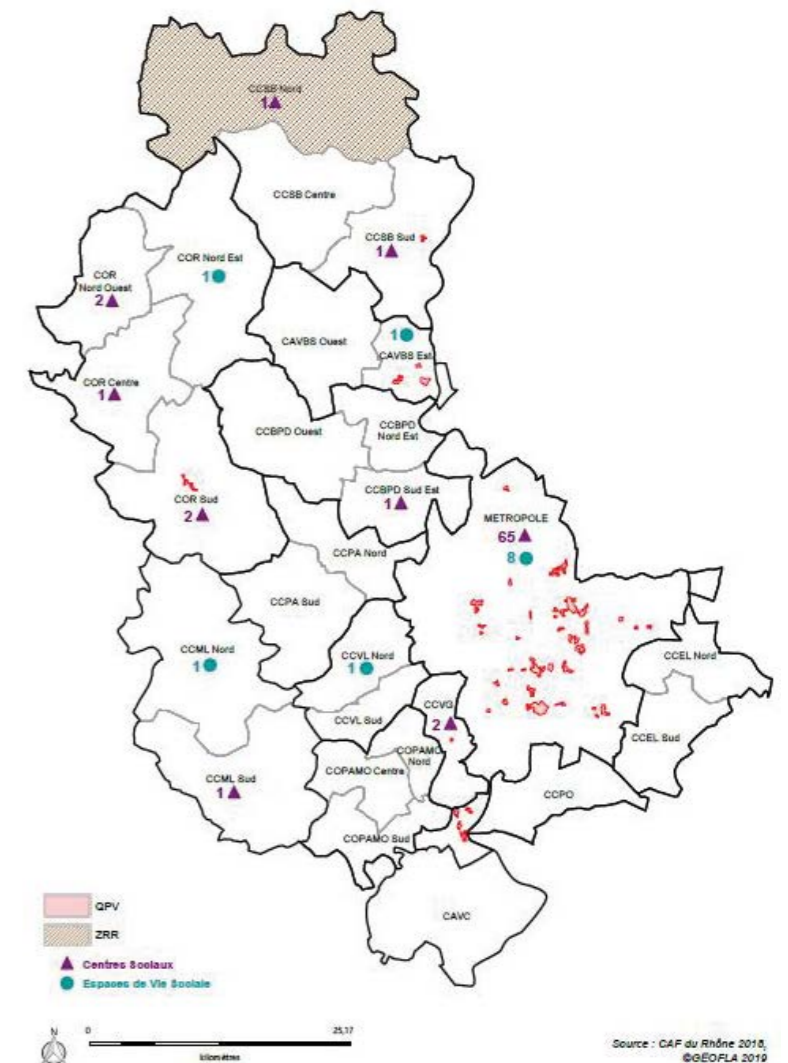 CCSB Nord
1
CCSB Centre
CCSB Sud
1
COR Nord Est
1
COR
Nord Ouest
2
CAVBS Ouest
1
CAVBS Est
COR Centre
1
CCBPD Ouest
CCBPD
Nord Est
COR Sud
2
CCBPD Sud Est
1
METROPOLE
65
8
CCPA Nord
CCPA Sud
CCML Nord
1
CCVL Nord
1
CCEL Nord
CCVL Sud
CCVG
2
CCEL Sud
COPAMO
Nord
COPAMO Centre
CCML Sud
1
CCPO
COPAMO Sud
CAVC
QPV
ZRR
Centres Sociaux
Espaces de Vie Sociale
N
0 25,17
kilomètres
Source : CAF du Rhône 2018,
©GEOFLA 2019